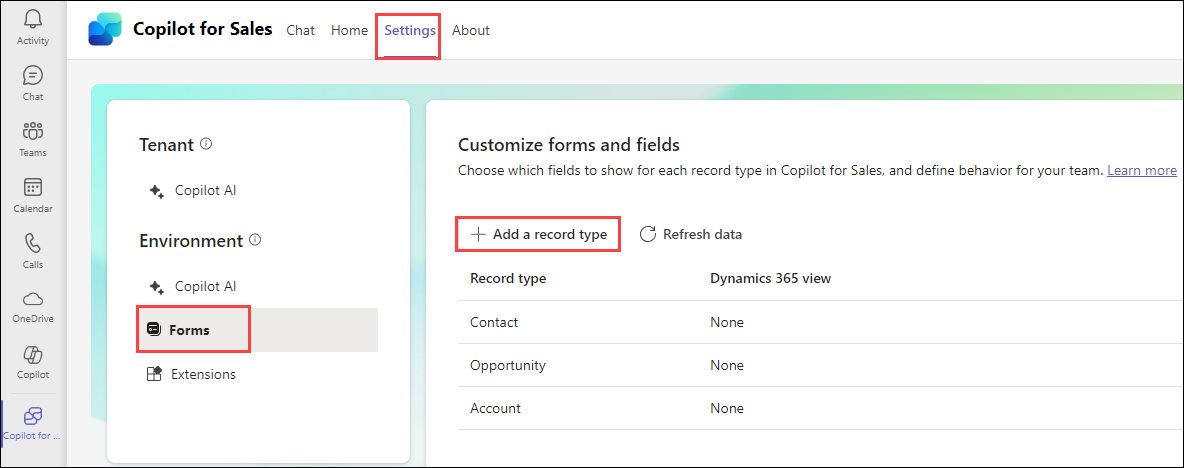 Activity
Chat
Teams
Calendar
Calls
OneDrive
Copilot
Copilot for ...
Copilot for Sales Chat Home Settings About
Tenant
Copilot AI
Environment
Copilot AI
Forms
Extensions
Customize forms and fields
Choose which fields to show for each record type in Copilot for Sales, and define behavior for your team. Learn more
Add a record type Refresh data
Record type Dynamics 365 view
Contact None
Opportunity None
Account None